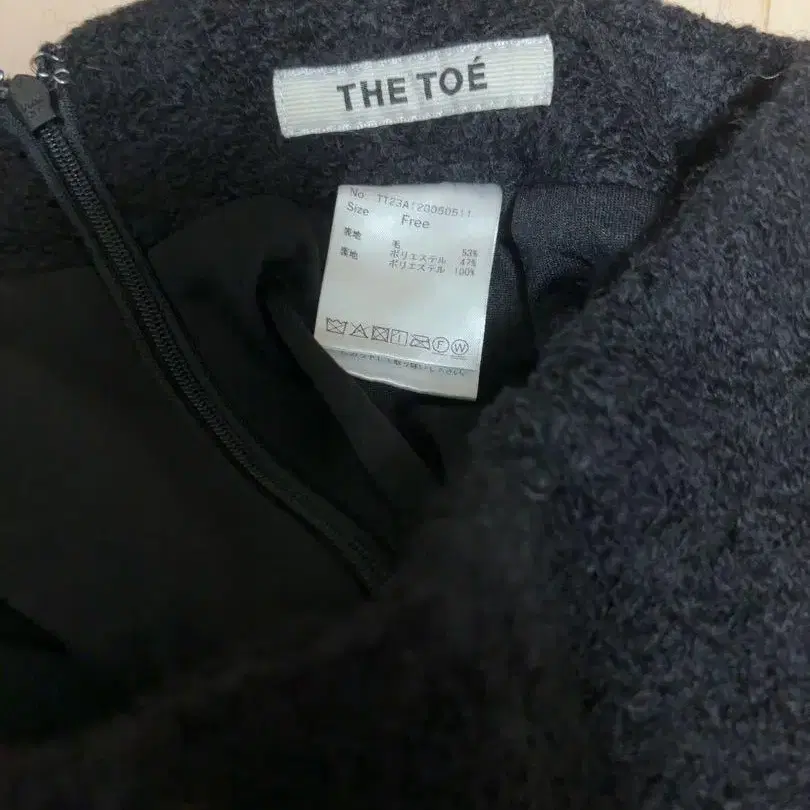 THE TOÉ
No. TT23A120050511
Size Free
表地 毛 53%
ポリエステル 47%
裏地 ポリエステル 100%
F W